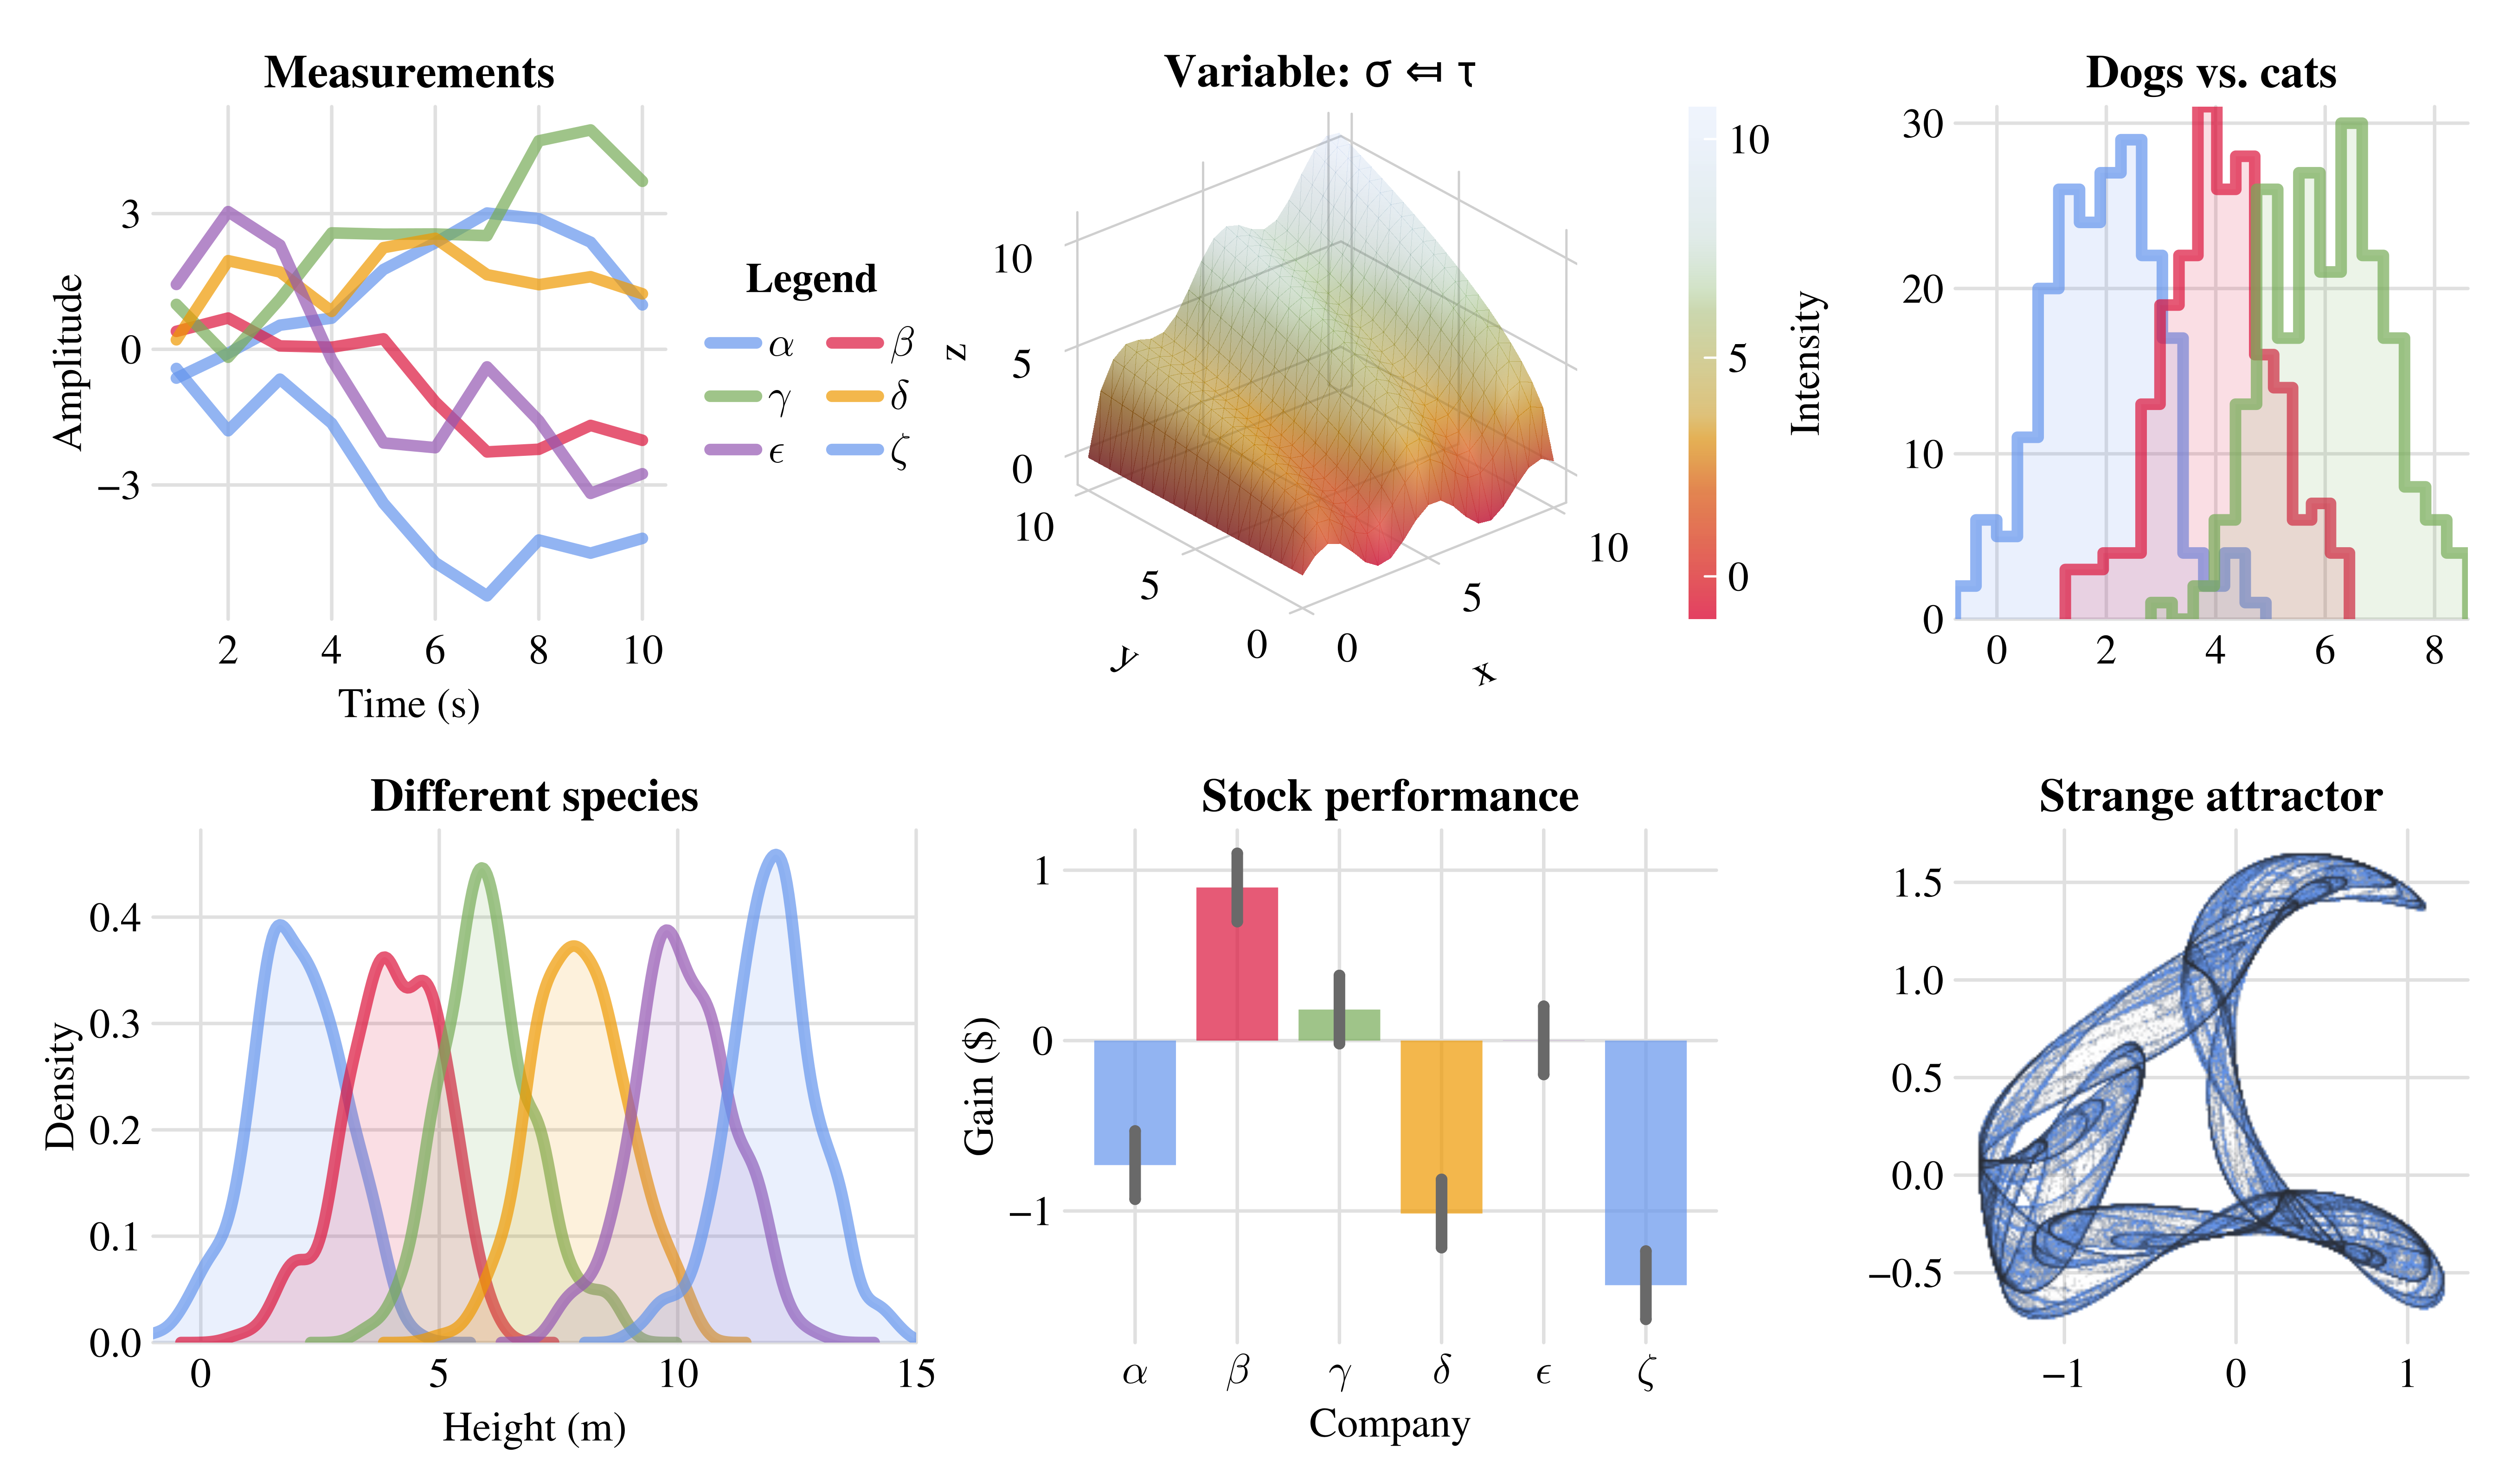 Measurements
Amplitude
3
0
−3
2 4 6 8 10
Time (s)
Legend
α β
γ δ
ϵ ζ
Variable: σ ⤆ τ
z
10
5
0
10
5
0
y
0
5
10
x
10
5
0
Intensity
Dogs vs. cats
30
20
10
0
0 2 4 6 8
Different species
Density
0.4
0.3
0.2
0.1
0.0
0 5 10 15
Height (m)
Stock performance
Gain ($)
1
0
−1
α β γ δ ϵ ζ
Company
Strange attractor
1.5
1.0
0.5
0.0
−0.5
−1 0 1